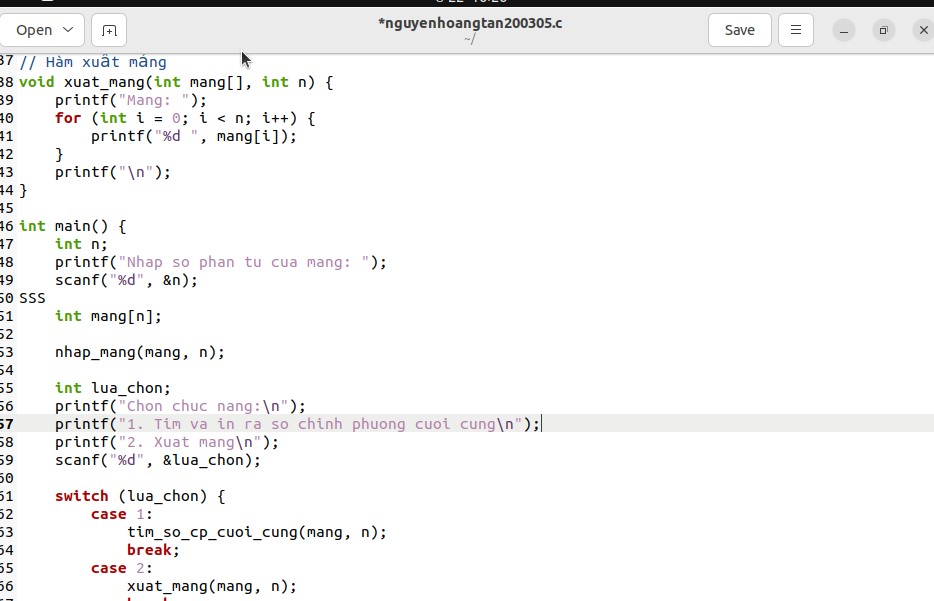 Open
*nguyenhoangtan200305.c
~/
Save
37 // Hàm xuất mảng
38 void xuat_mang(int mang[], int n) {
39     printf("Mang: ");
40     for (int i = 0; i < n; i++) {
41         printf("%d ", mang[i]);
42     }
43     printf("\n");
44 }
45
46 int main() {
47     int n;
48     printf("Nhap so phan tu cua mang: ");
49     scanf("%d", &n);
50 SSS
51     int mang[n];
52
53     nhap_mang(mang, n);
54
55     int lua_chon;
56     printf("Chon chuc nang:\n");
57     printf("1. Tim va in ra so chinh phuong cuoi cung\n");
58     printf("2. Xuat mang\n");
59     scanf("%d", &lua_chon);
60
61     switch (lua_chon) {
62         case 1:
63             tim_so_cp_cuoi_cung(mang, n);
64             break;
65         case 2:
66             xuat_mang(mang, n);